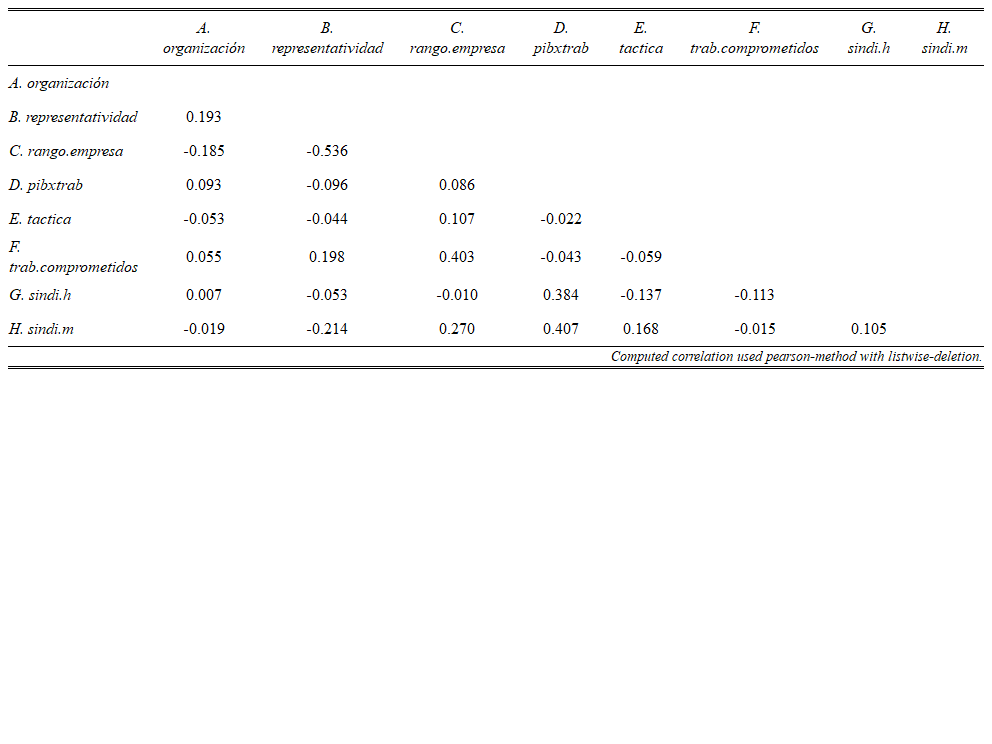 A. B. C. D. E. F. G. H.
organización representatividad rango.empresa pibxtrab tactica trab.comprometidos sindi.h sindi.m
A. organización
B. representatividad 0.193
C. rango.empresa -0.185 -0.536
D. pibxtrab 0.093 -0.096 0.086
E. tactica -0.053 -0.044 0.107 -0.022
F.
trab.comprometidos 0.055 0.198 0.403 -0.043 -0.059
G. sindi.h 0.007 -0.053 -0.010 0.384 -0.137 -0.113
H. sindi.m -0.019 -0.214 0.270 0.407 0.168 -0.015 0.105
Computed correlation used pearson-method with listwise-deletion.